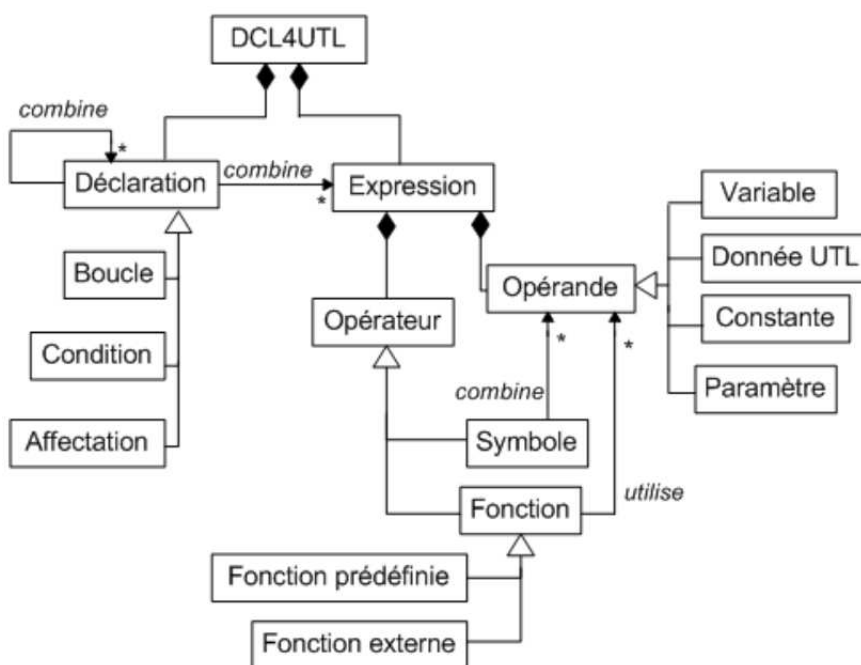 DCL4UTL
combine
*
Déclaration
combine
*
Expression
Variable
Boucle
Opérande
Donnée UTL
Opérateur
*
*
Constante
Condition
combine
Paramètre
Affectation
Symbole
utilise
Fonction
Fonction prédéfinie
Fonction externe